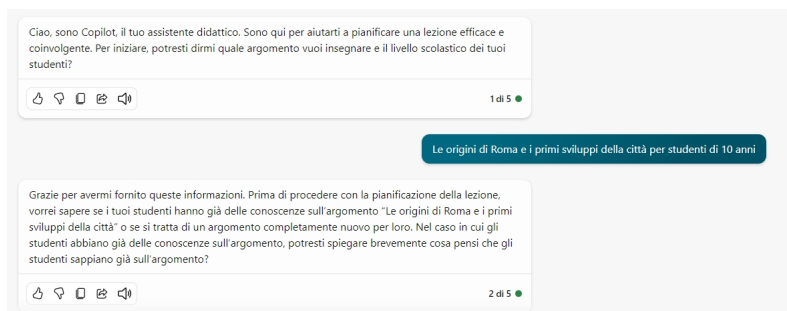 Ciao, sono Copilot, il tuo assistente didattico. Sono qui per aiutarti a pianificare una lezione efficace e
coinvolgente. Per iniziare, potresti dirmi quale argomento vuoi insegnare e il livello scolastico dei tuoi
studenti?
1 di 5
Le origini di Roma e i primi sviluppi della città per studenti di 10 anni
Grazie per avermi fornito queste informazioni. Prima di procedere con la pianificazione della lezione,
vorrei sapere se i tuoi studenti hanno già delle conoscenze sull'argomento "Le origini di Roma e i primi
sviluppi della città" o se si tratta di un argomento completamente nuovo per loro. Nel caso in cui gli
studenti abbiano già delle conoscenze sull'argomento, potresti spiegare brevemente cosa pensi che gli
studenti sappiano già sull'argomento?
2 di 5